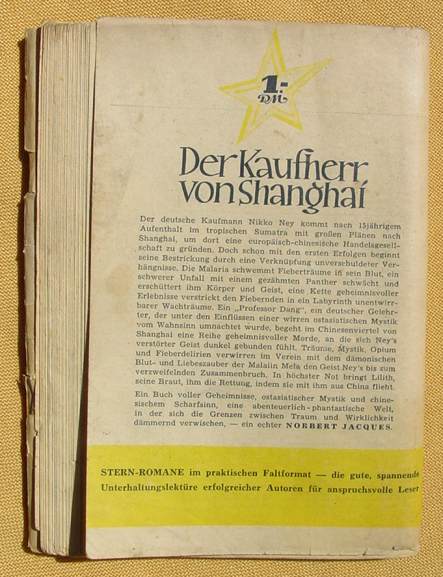 1.-
DM
Der Kaufherr
von Shanghai
Der deutsche Kaufmann Nikko Ney kommt nach 15jährigem
Aufenthalt im tropischen Sumatra mit großen Plänen nach
Shanghai, um dort eine europäisch-chinesische Handelsgesell-
schaft zu gründen. Doch schon mit den ersten Erfolgen beginnt
seine Bestrickung durch eine Verknüpfung unverschuldeter Ver-
hängnisse. Die Malaria schwemmt Fieberträume in sein Blut, ein
schwerer Unfall mit einem gezähmten Panther schwächt und
erschüttert ihm Körper und Geist, eine Kette geheimnisvoller
Erlebnisse verstrickt den Fiebernden in ein Labyrinth unentwirr-
barer Wachträume. Ein „Professor Dang", ein deutscher Gelehr-
ter, der unter den Einflüssen einer wirren ostasiatischen Mystik
vom Wahnsinn umnachtet wurde, begeht im Chinesenviertel von
Shanghai eine Reihe geheimnisvoller Morde, an die sich Ney's
verstörter Geist dunkel gebunden fühlt. Träume, Mystik, Opium
und Fieberdelirien verwirren im Verein mit dem dämonischen
Blut- und Liebeszauber der Malaiin Mefa den Geist Ney's bis zum
verzweifelnden Zusammenbruch. In höchster Not bringt Lilith,
seine Braut, ihm die Rettung, indem sie mit ihm aus China flieht.
Ein Buch voller Geheimnisse, ostasiatischer Mystik und chine-
sischem Scharfsinn, eine abenteuerlich-phantastische Welt,
in der sich die Grenzen zwischen Traum und Wirklichkeit
dämmernd verwischen, — ein echter NORBERT JACQUES.
STERN-ROMANE im praktischen Faltformat — die gute, spannende
Unterhaltungslektüre erfolgreicher Autoren für anspruchsvolle Leser